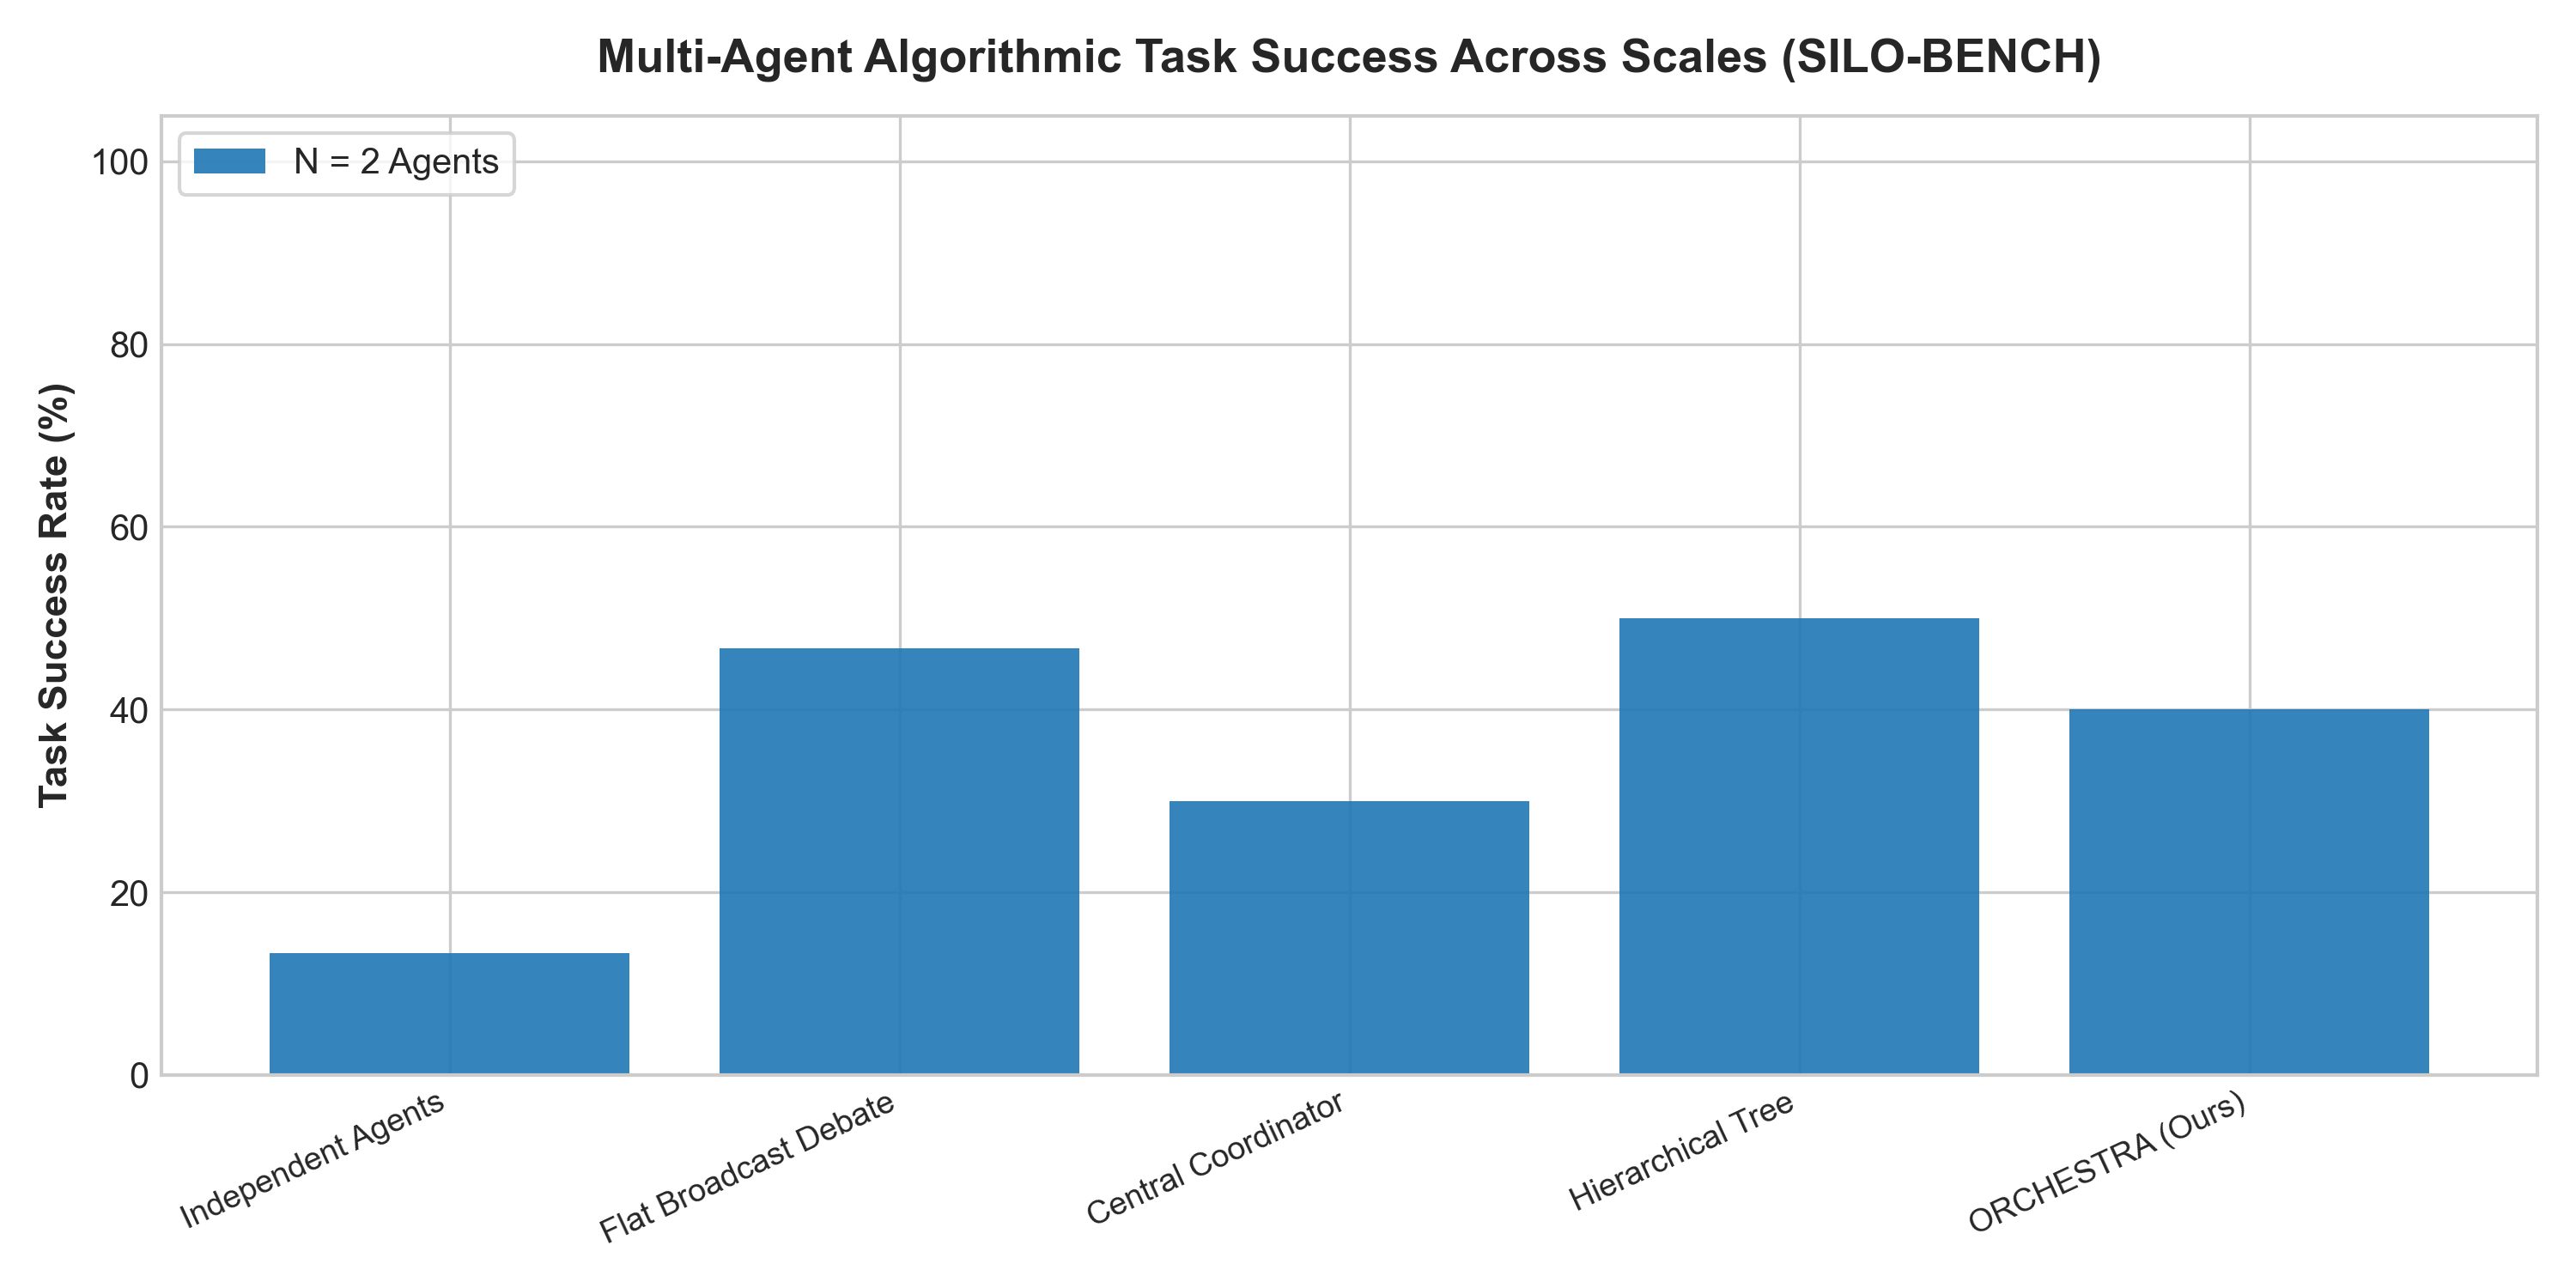 Multi-Agent Algorithmic Task Success Across Scales (SILO-BENCH)
N = 2 Agents
Task Success Rate (%)
100
80
60
40
20
0
Independent Agents
Flat Broadcast Debate
Central Coordinator
Hierarchical Tree
ORCHESTRA (Ours)